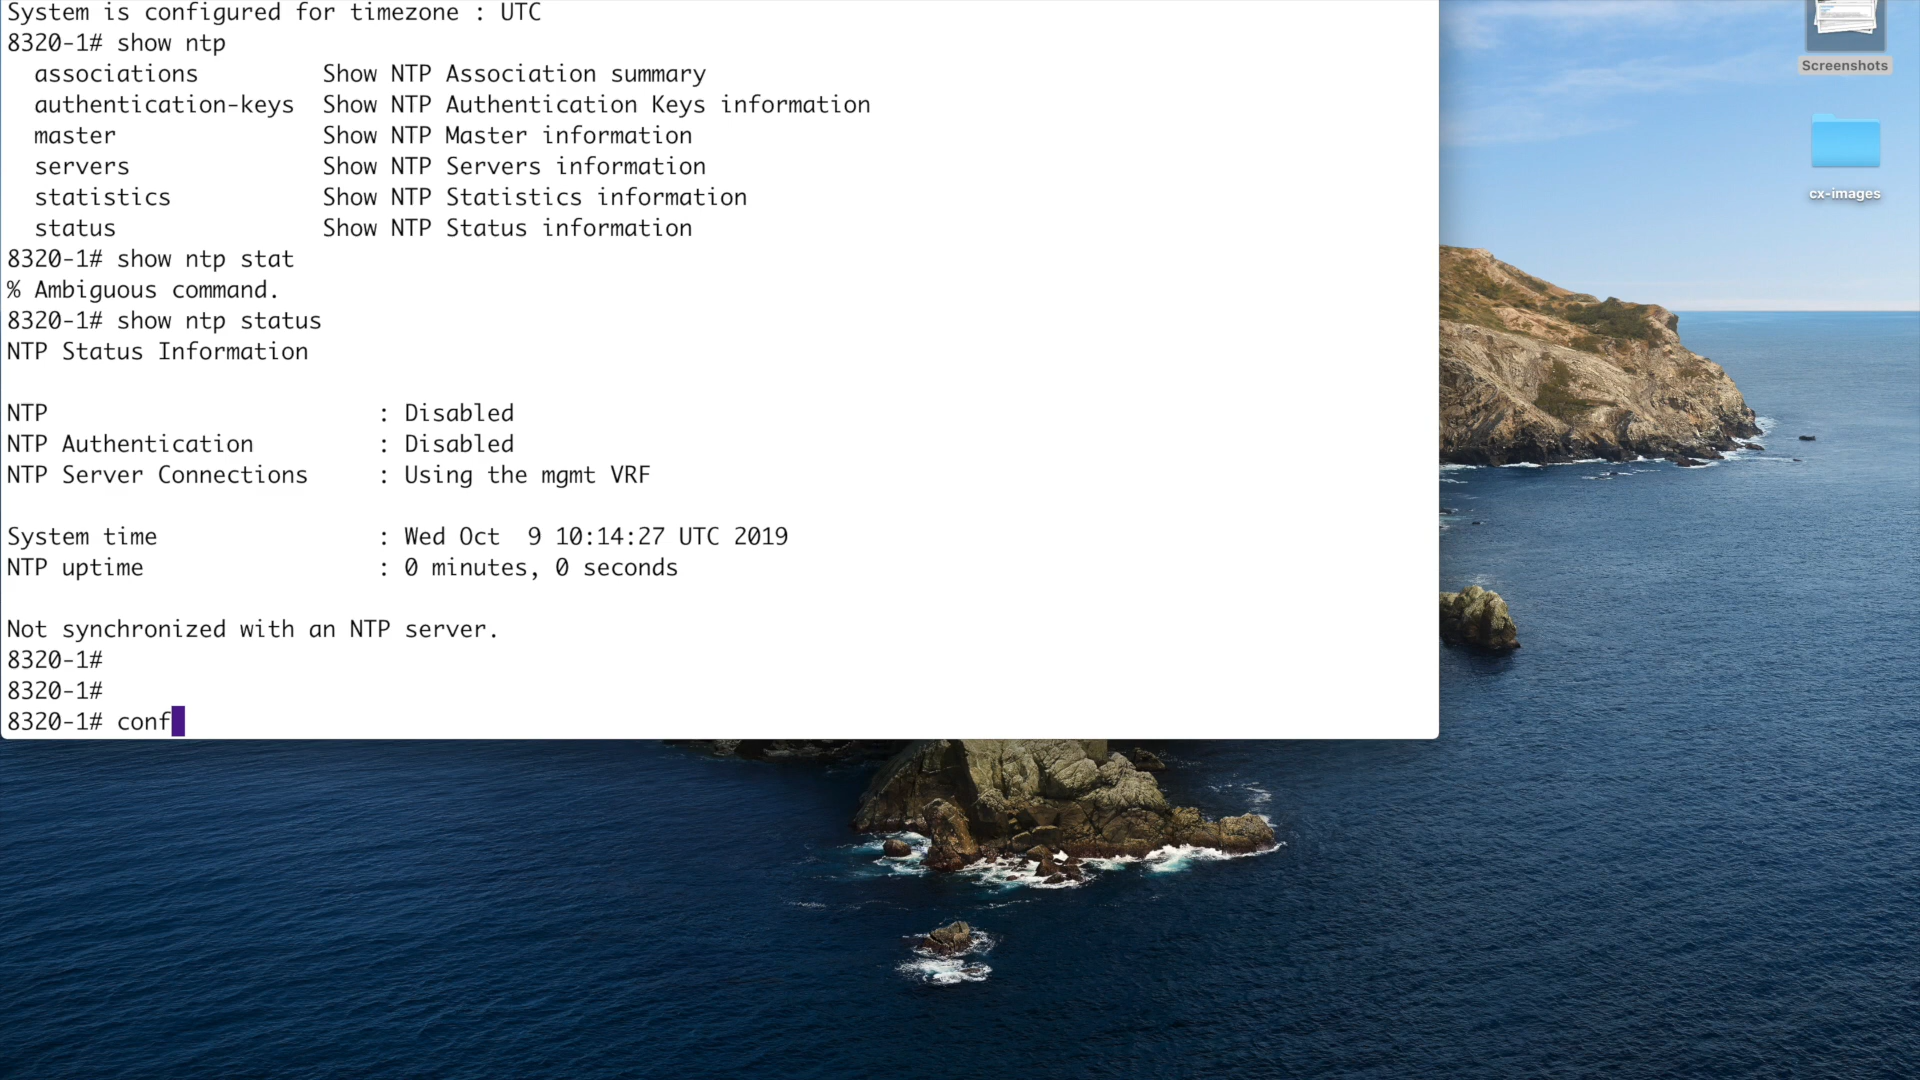 System is configured for timezone : UTC
8320-1# show ntp
associations Show NTP Association summary
authentication-keys Show NTP Authentication Keys information
master Show NTP Master information
servers Show NTP Servers information
statistics Show NTP Statistics information
status Show NTP Status information
8320-1# show ntp stat
% Ambiguous command.
8320-1# show ntp status
NTP Status Information
NTP : Disabled
NTP Authentication : Disabled
NTP Server Connections : Using the mgmt VRF
System time : Wed Oct  9 10:14:27 UTC 2019
NTP uptime : 0 minutes, 0 seconds
Not synchronized with an NTP server.
8320-1#
8320-1#
8320-1# conf
Screenshots
cx-images